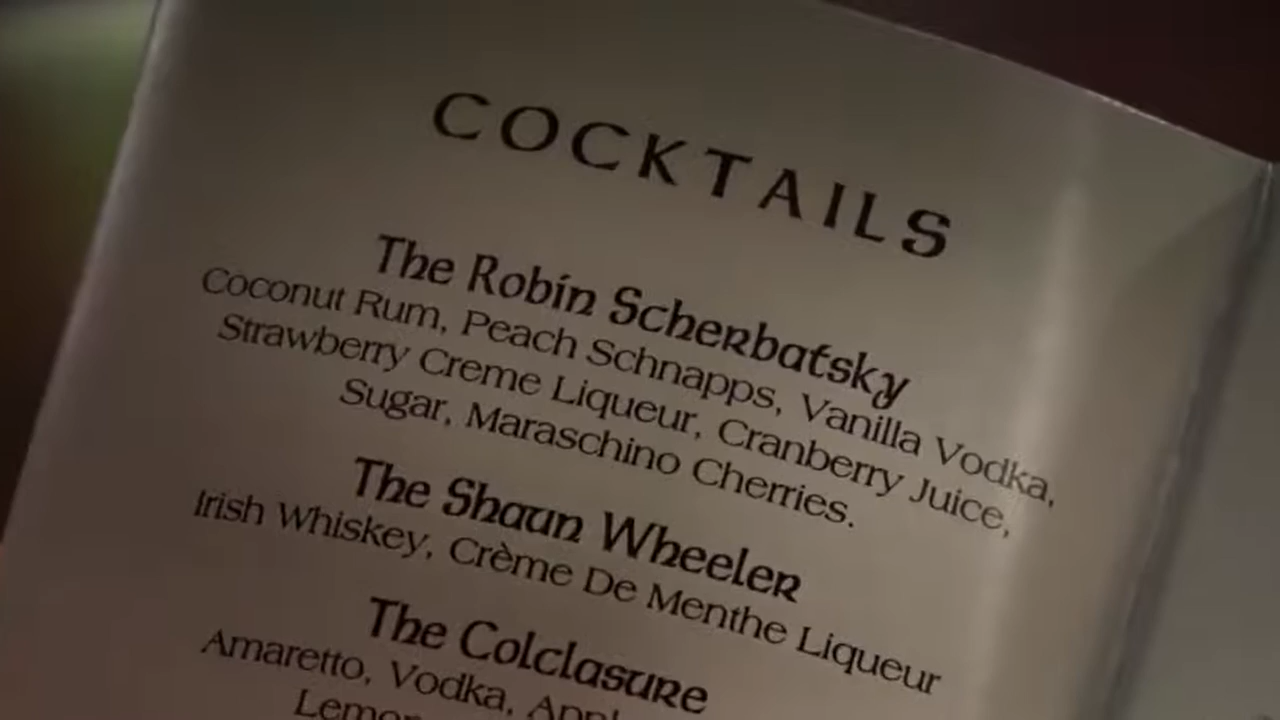 COCKTAILS
The Robin Scherbatsky
Coconut Rum, Peach Schnapps, Vanilla Vodka,
Strawberry Creme Liqueur, Cranberry Juice,
Sugar, Maraschino Cherries.
The Shaun Wheeler
Irish Whiskey, Crème De Menthe Liqueur
The Colclasure
Amaretto, Vodka,